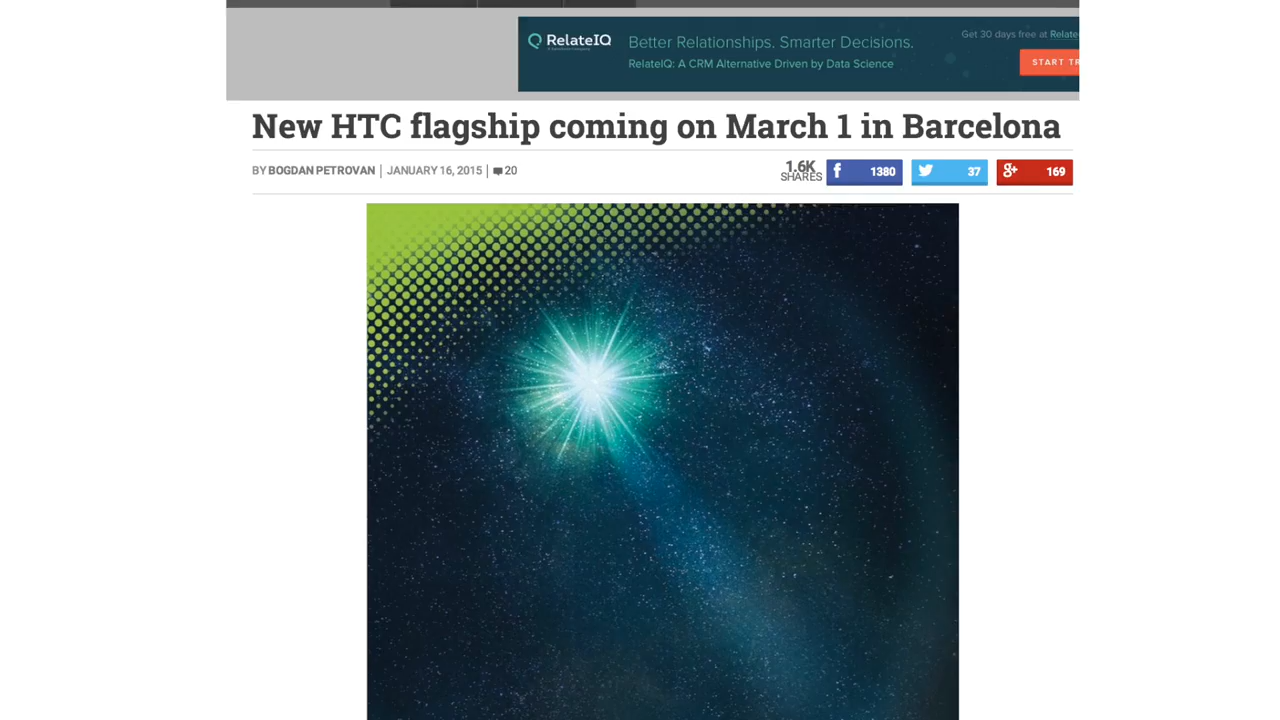 RelateIQ
Better Relationships. Smarter Decisions.
RelateIQ: A CRM Alternative Driven by Data Science
Get 30 days free at Relate
START TR
New HTC flagship coming on March 1 in Barcelona
BY BOGDAN PETROVAN | JANUARY 16, 2015 | 20
1.6K
SHARES
f 1380
37
g+ 169